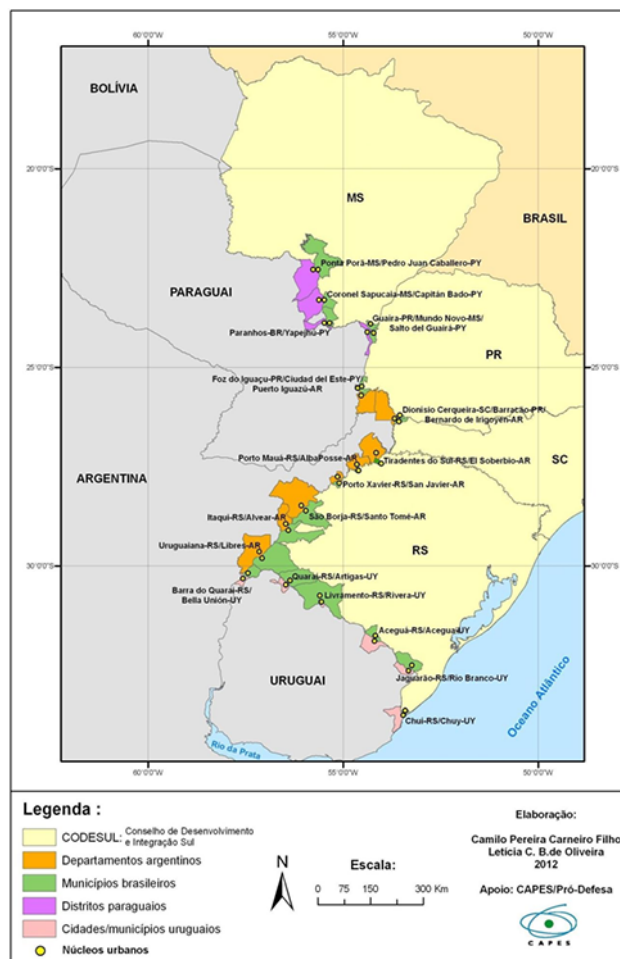 60°0'0"O
55°0'0"O
50°0'0"O
BOLÍVIA
20°0'0"S
20°0'0"S
MS
BRASIL
Ponta Porã-MS/Pedro Juan Caballero-PY
PARAGUAI
Coronel Sapucaia-MS/Capitán Bado-PY
Guaira-PR/Mundo Novo-MS/
Salto del Guairá-PY
Paranhos-BR/Yapejhú-PY
PR
25°0'0"S
25°0'0"S
Foz do Iguaçu-PR/Ciudad del Este-PY/
Puerto Iguazú-AR
Dionísio Cerqueira-SC/Barracão-PR/
Bernardo de Irigoyen-AR
SC
Porto Mauá-RS/AlbaPosse-AR
Tiradentes do Sul-RS/El Soberbio-AR
ARGENTINA
Porto Xavier-RS/San Javier-AR
Itaqui-RS/Alvear-AR
São Borja-RS/Santo Tomé-AR
Uruguaiana-RS/Libres-AR
RS
30°0'0"S
30°0'0"S
Quaraí-RS/Artigas-UY
Barra do Quaraí-RS/
Bella Unión-UY
Livramento-RS/Rivera-UY
Aceguá-RS/Aceguá-UY
URUGUAI
Jaguarão-RS/Rio Branco-UY
Oceano Atlântico
Chuí-RS/Chuy-UY
Rio da Prata
60°0'0"O
55°0'0"O
50°0'0"O
Legenda :
CODESUL: Conselho de Desenvolvimento
e Integração Sul
Departamentos argentinos
Municípios brasileiros
Distritos paraguaios
Cidades/municípios uruguaios
Núcleos urbanos
N
Escala:
0 75 150 300 Km
Elaboração:
Camilo Pereira Carneiro Filho
Letícia C. B.de Oliveira
2012
Apoio: CAPES/Pró-Defesa
CAPES